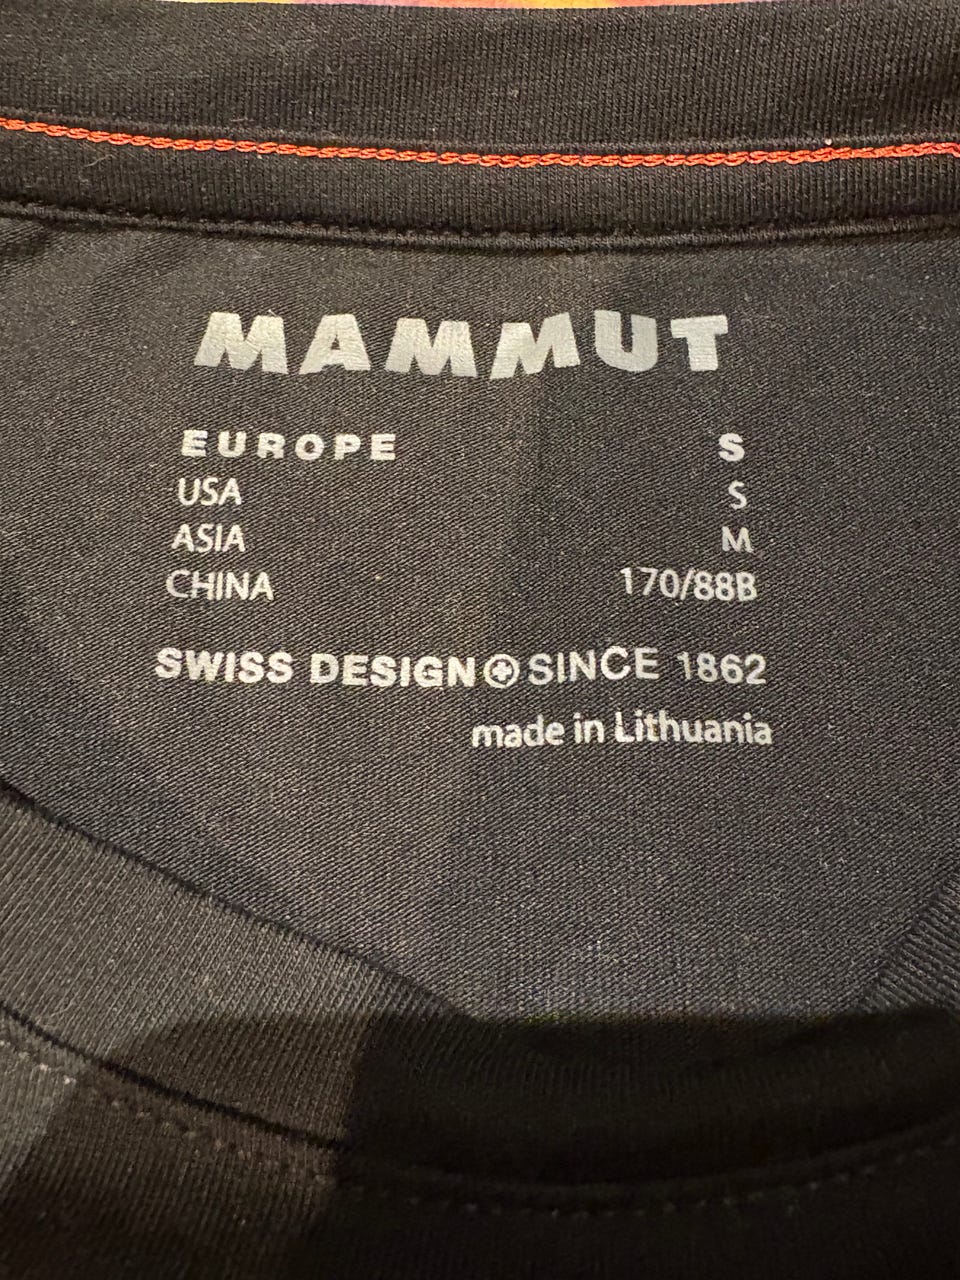 MAMMUT
EUROPE S
USA S
ASIA M
CHINA 170/88B
SWISS DESIGN SINCE 1862
made in Lithuania